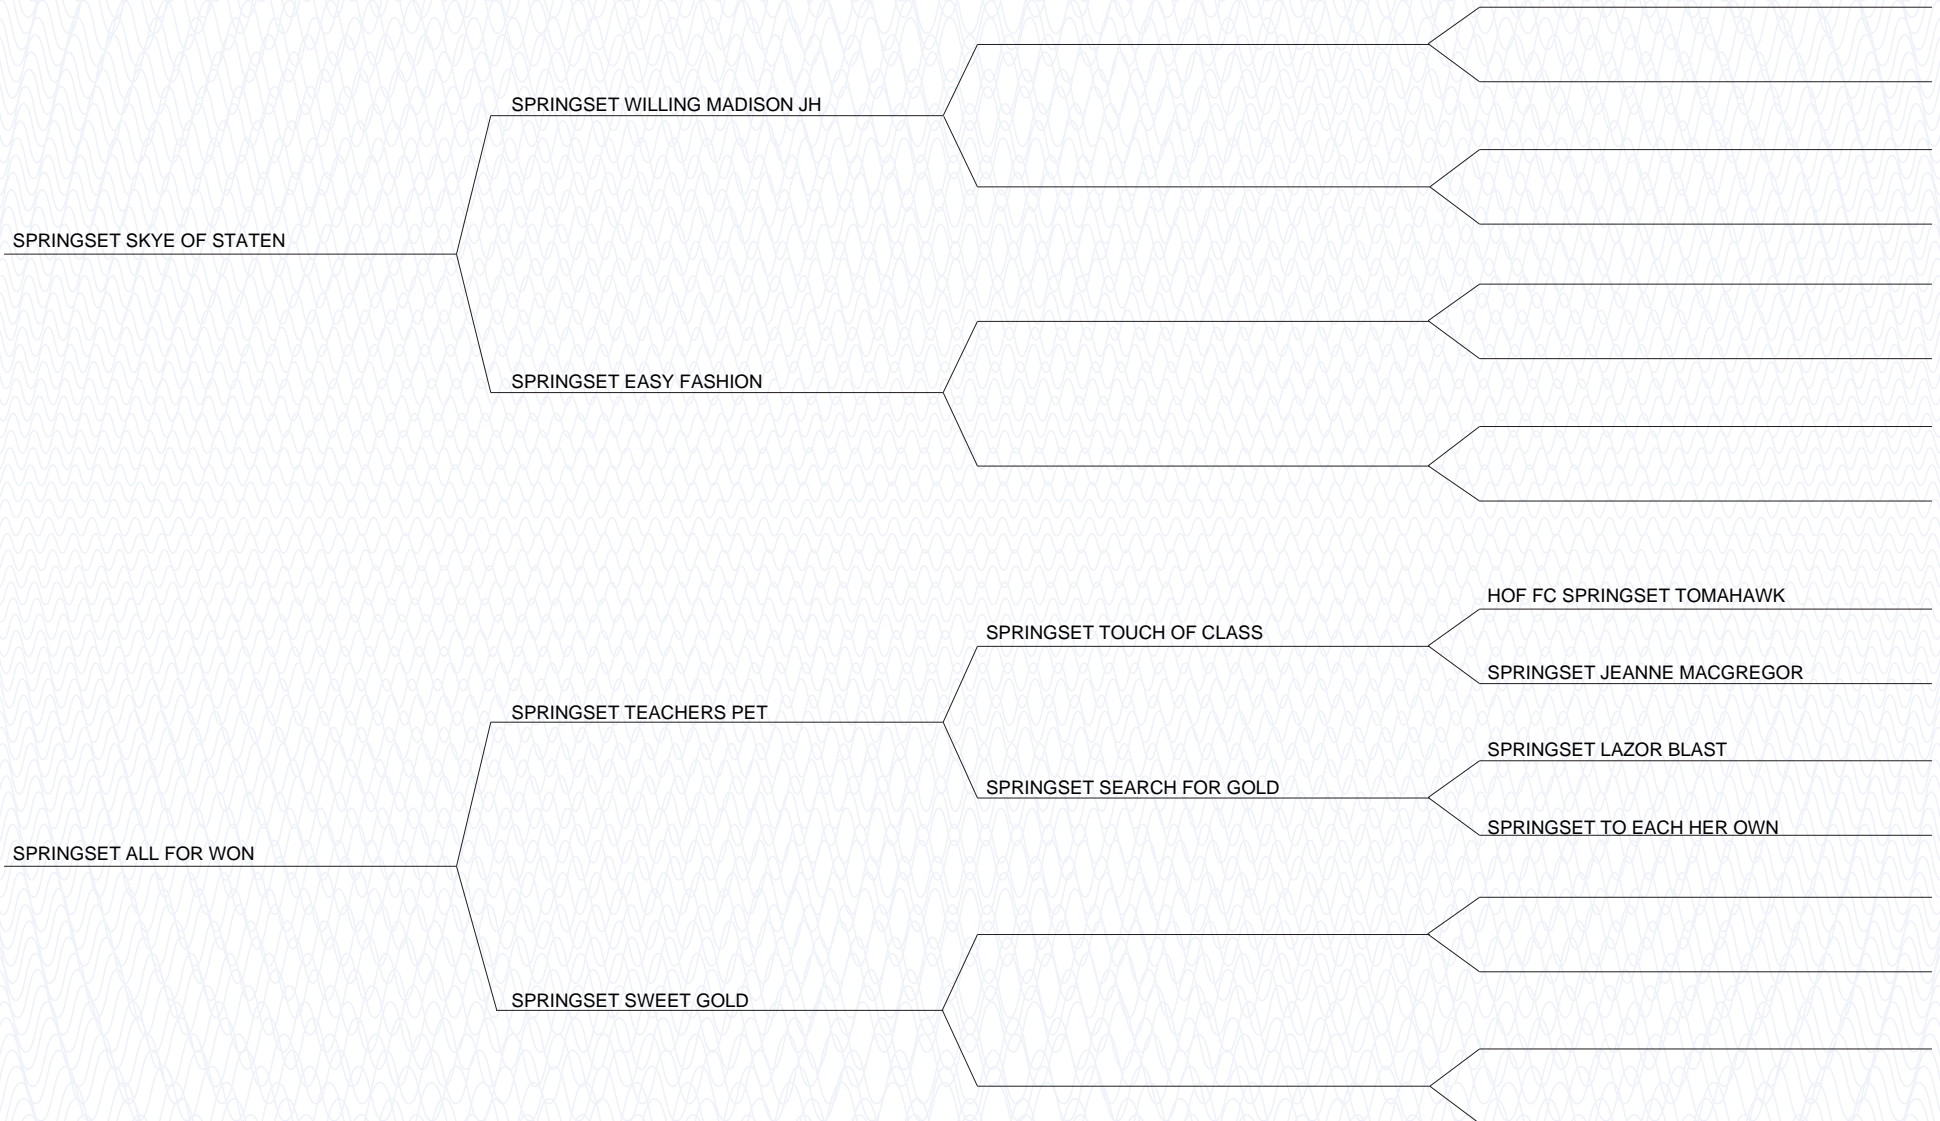 SPRINGSET WILLING MADISON JH
SPRINGSET SKYE OF STATEN
SPRINGSET EASY FASHION
HOF FC SPRINGSET TOMAHAWK
SPRINGSET TOUCH OF CLASS
SPRINGSET JEANNE MACGREGOR
SPRINGSET TEACHERS PET
SPRINGSET LAZOR BLAST
SPRINGSET SEARCH FOR GOLD
SPRINGSET TO EACH HER OWN
SPRINGSET ALL FOR WON
SPRINGSET SWEET GOLD